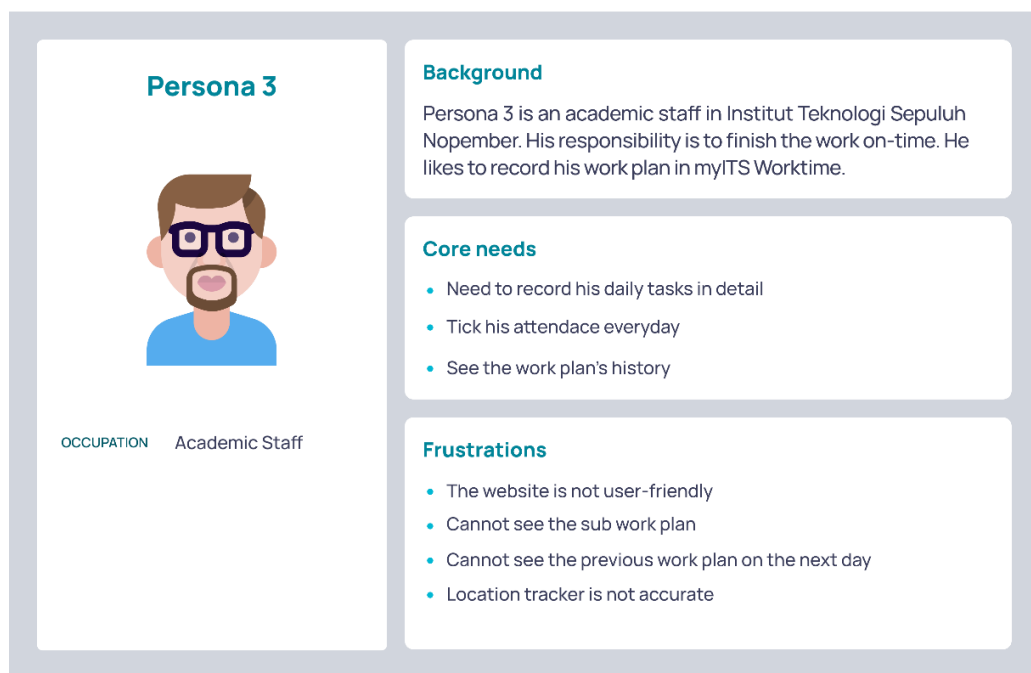 Persona 3
OCCUPATION Academic Staff
Background
Persona 3 is an academic staff in Institut Teknologi Sepuluh
Nopember. His responsibility is to finish the work on-time. He
likes to record his work plan in myITS Worktime.
Core needs
Need to record his daily tasks in detail
Tick his attendace everyday
See the work plan's history
Frustrations
The website is not user-friendly
Cannot see the sub work plan
Cannot see the previous work plan on the next day
Location tracker is not accurate